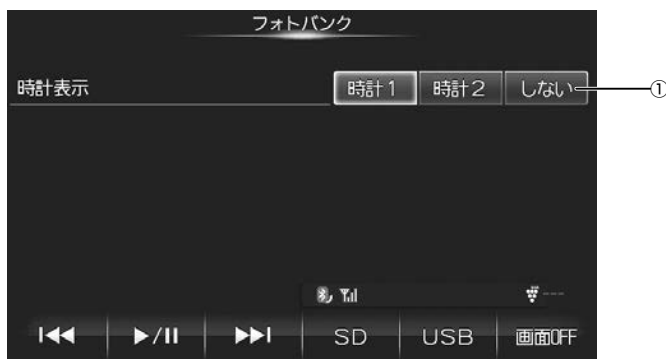 フォトバンク
時計表示 時計1 時計2 しない ①
---
SD USB 画面OFF